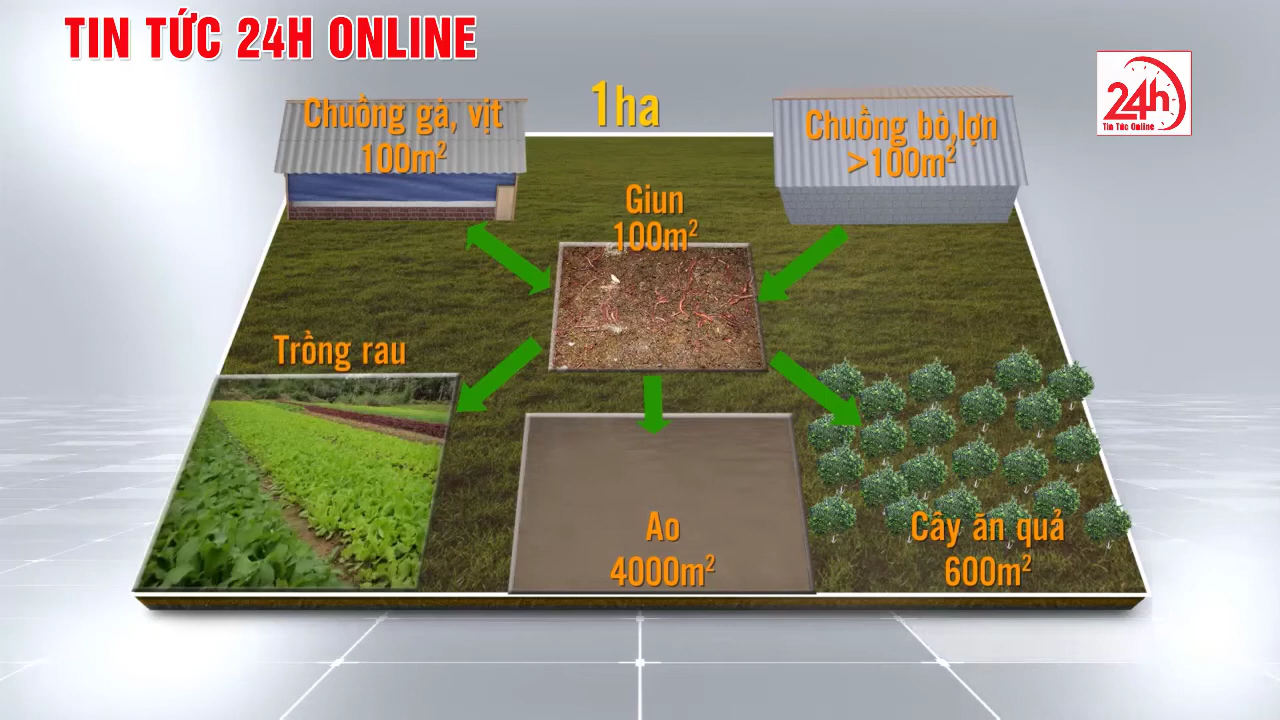 TIN TỨC 24H ONLINE
24h
Tin Tức Online
1ha
Chuồng gà, vịt
100m²
Chuồng bò,lợn
>100m²
Giun
100m²
Trồng rau
Ao
4000m²
Cây ăn quả
600m²